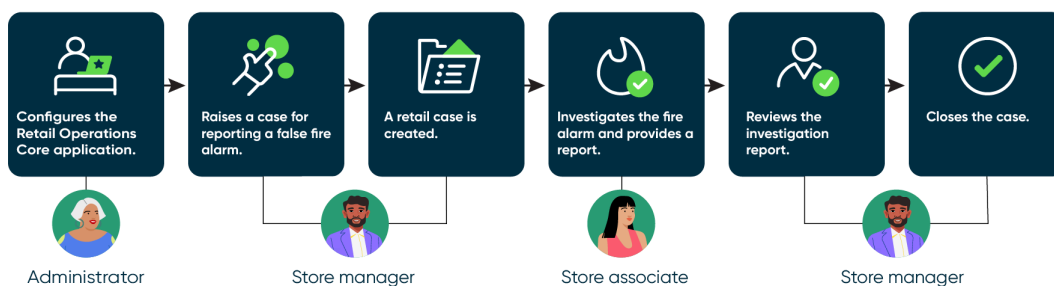 Configures the
Retail Operations
Core application.
Raises a case for
reporting a false fire
alarm.
A retail case is
created.
Investigates the fire
alarm and provides a
report.
Reviews the
investigation
report.
Closes the case.
Administrator
Store manager
Store associate
Store manager